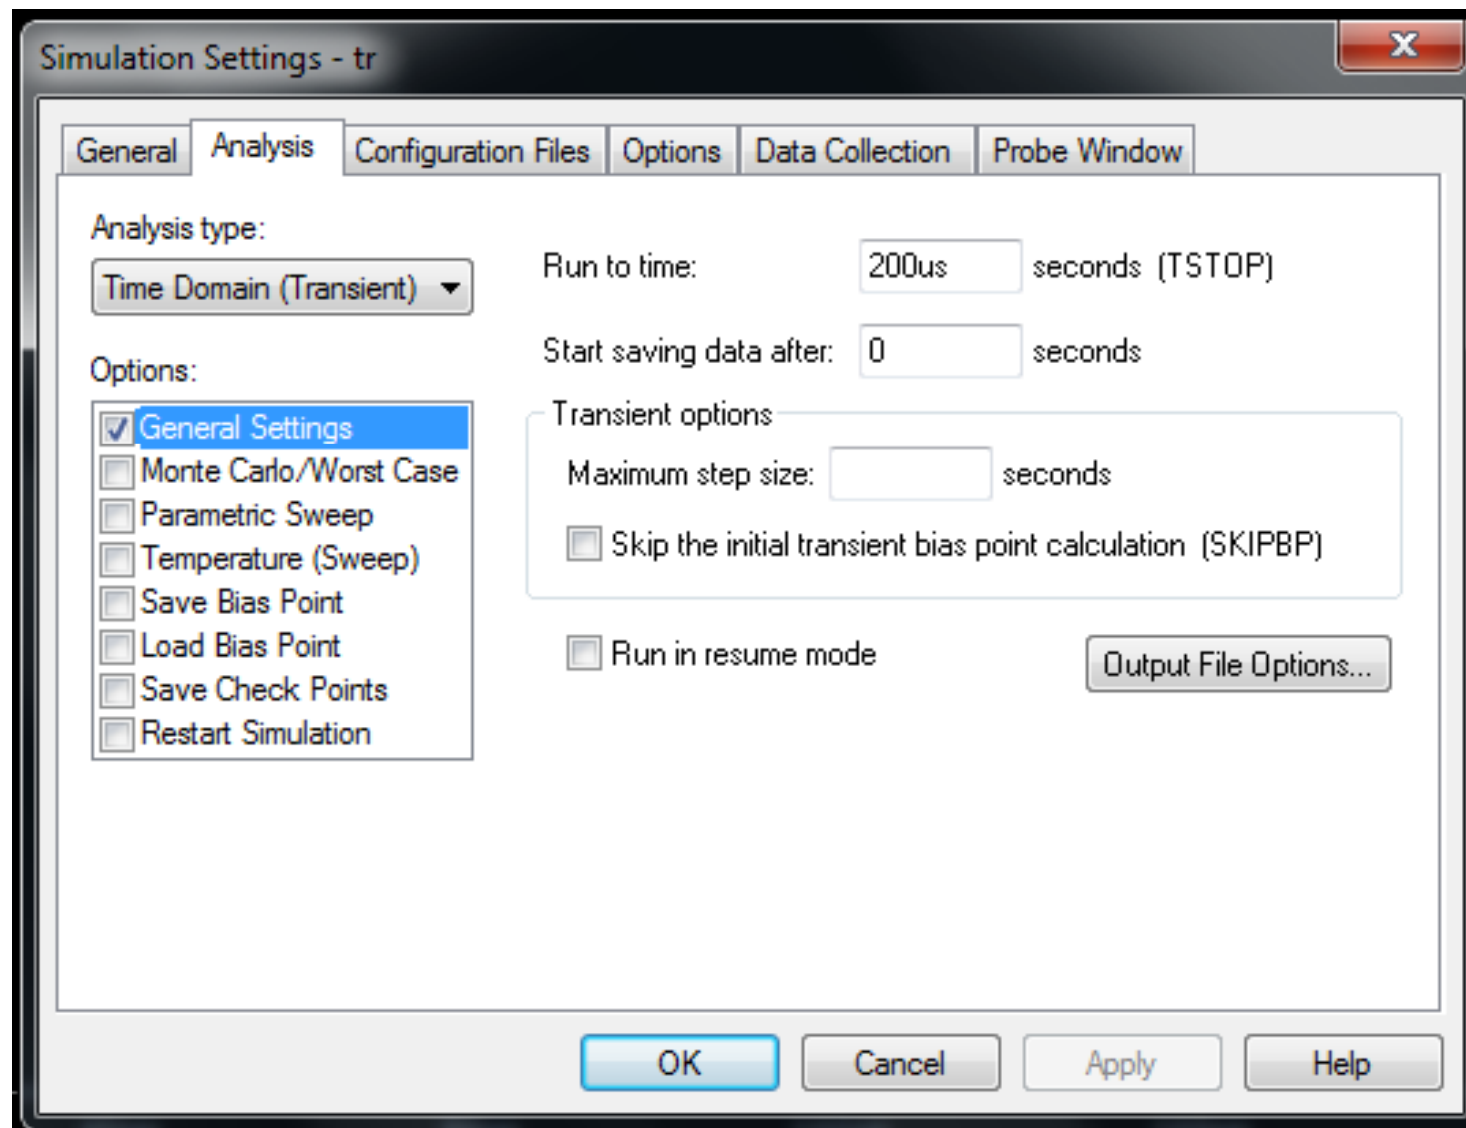 Simulation Settings - tr
General Analysis Configuration Files Options Data Collection Probe Window
Analysis type:
Time Domain (Transient)
Options:
General Settings
Monte Carlo/Worst Case
Parametric Sweep
Temperature (Sweep)
Save Bias Point
Load Bias Point
Save Check Points
Restart Simulation
Run to time: 200us seconds (TSTOP)
Start saving data after: 0 seconds
Transient options
Maximum step size: seconds
Skip the initial transient bias point calculation (SKIPBP)
Run in resume mode
Output File Options...
OK Cancel Apply Help